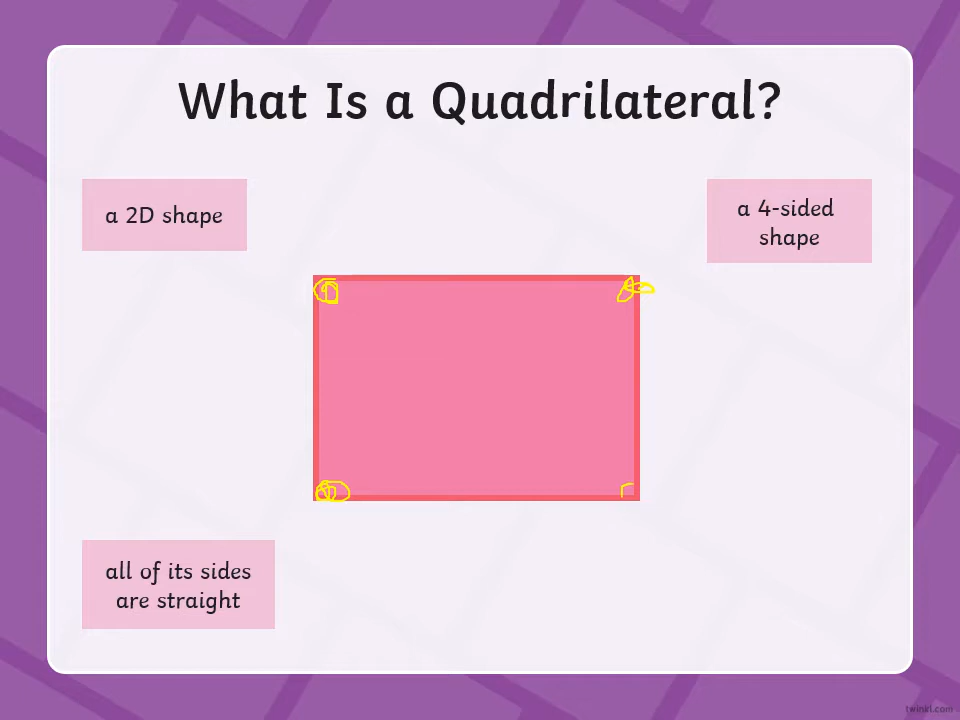 What Is a Quadrilateral?
a 2D shape
a 4-sided
shape
all of its sides
are straight
twinkl.com